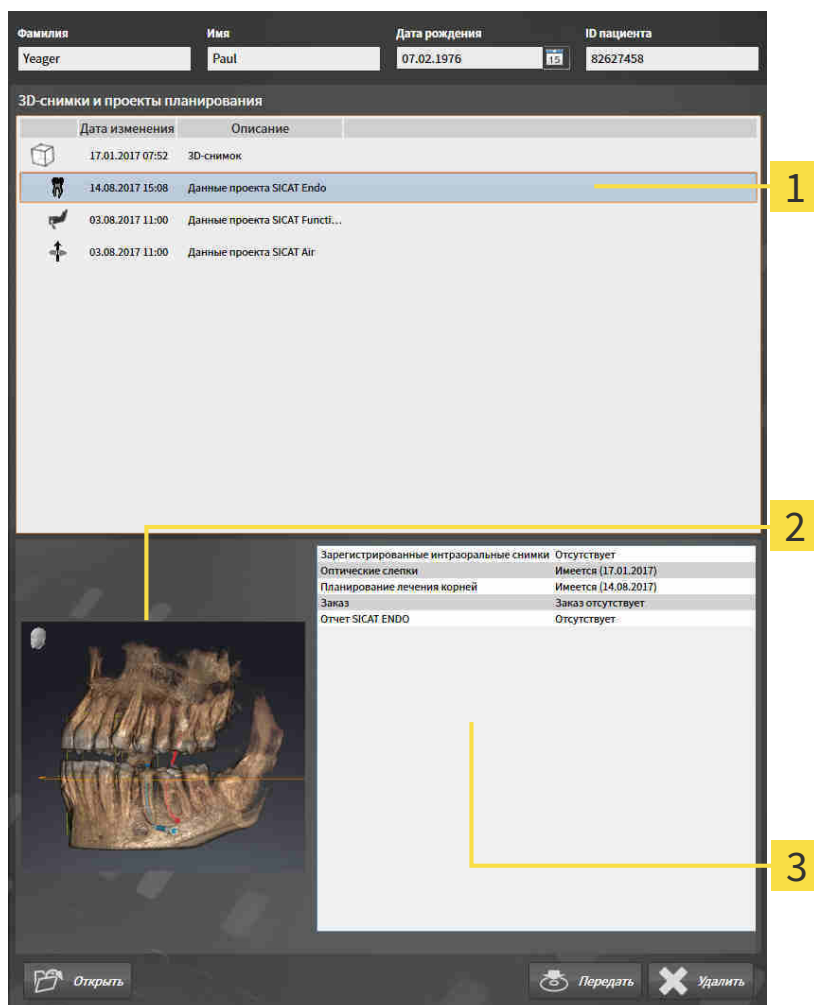 Фамилия Имя Дата рождения ID пациента
Yeager Paul 07.02.1976 15 82627458
3D-снимки и проекты планирования
Дата изменения Описание
17.01.2017 07:52 3D-снимок
14.08.2017 15:08 Данные проекта SICAT Endo
1
03.08.2017 11:00 Данные проекта SICAT Functi...
03.08.2017 11:00 Данные проекта SICAT Air
2
Зарегистрированные интраоральные снимки Отсутствует
Оптические слепки Имеется (17.01.2017)
Планирование лечения корней Имеется (14.08.2017)
Заказ Заказ отсутствует
Отчет SICAT ENDO Отсутствует
3
Открыть Передать Удалить